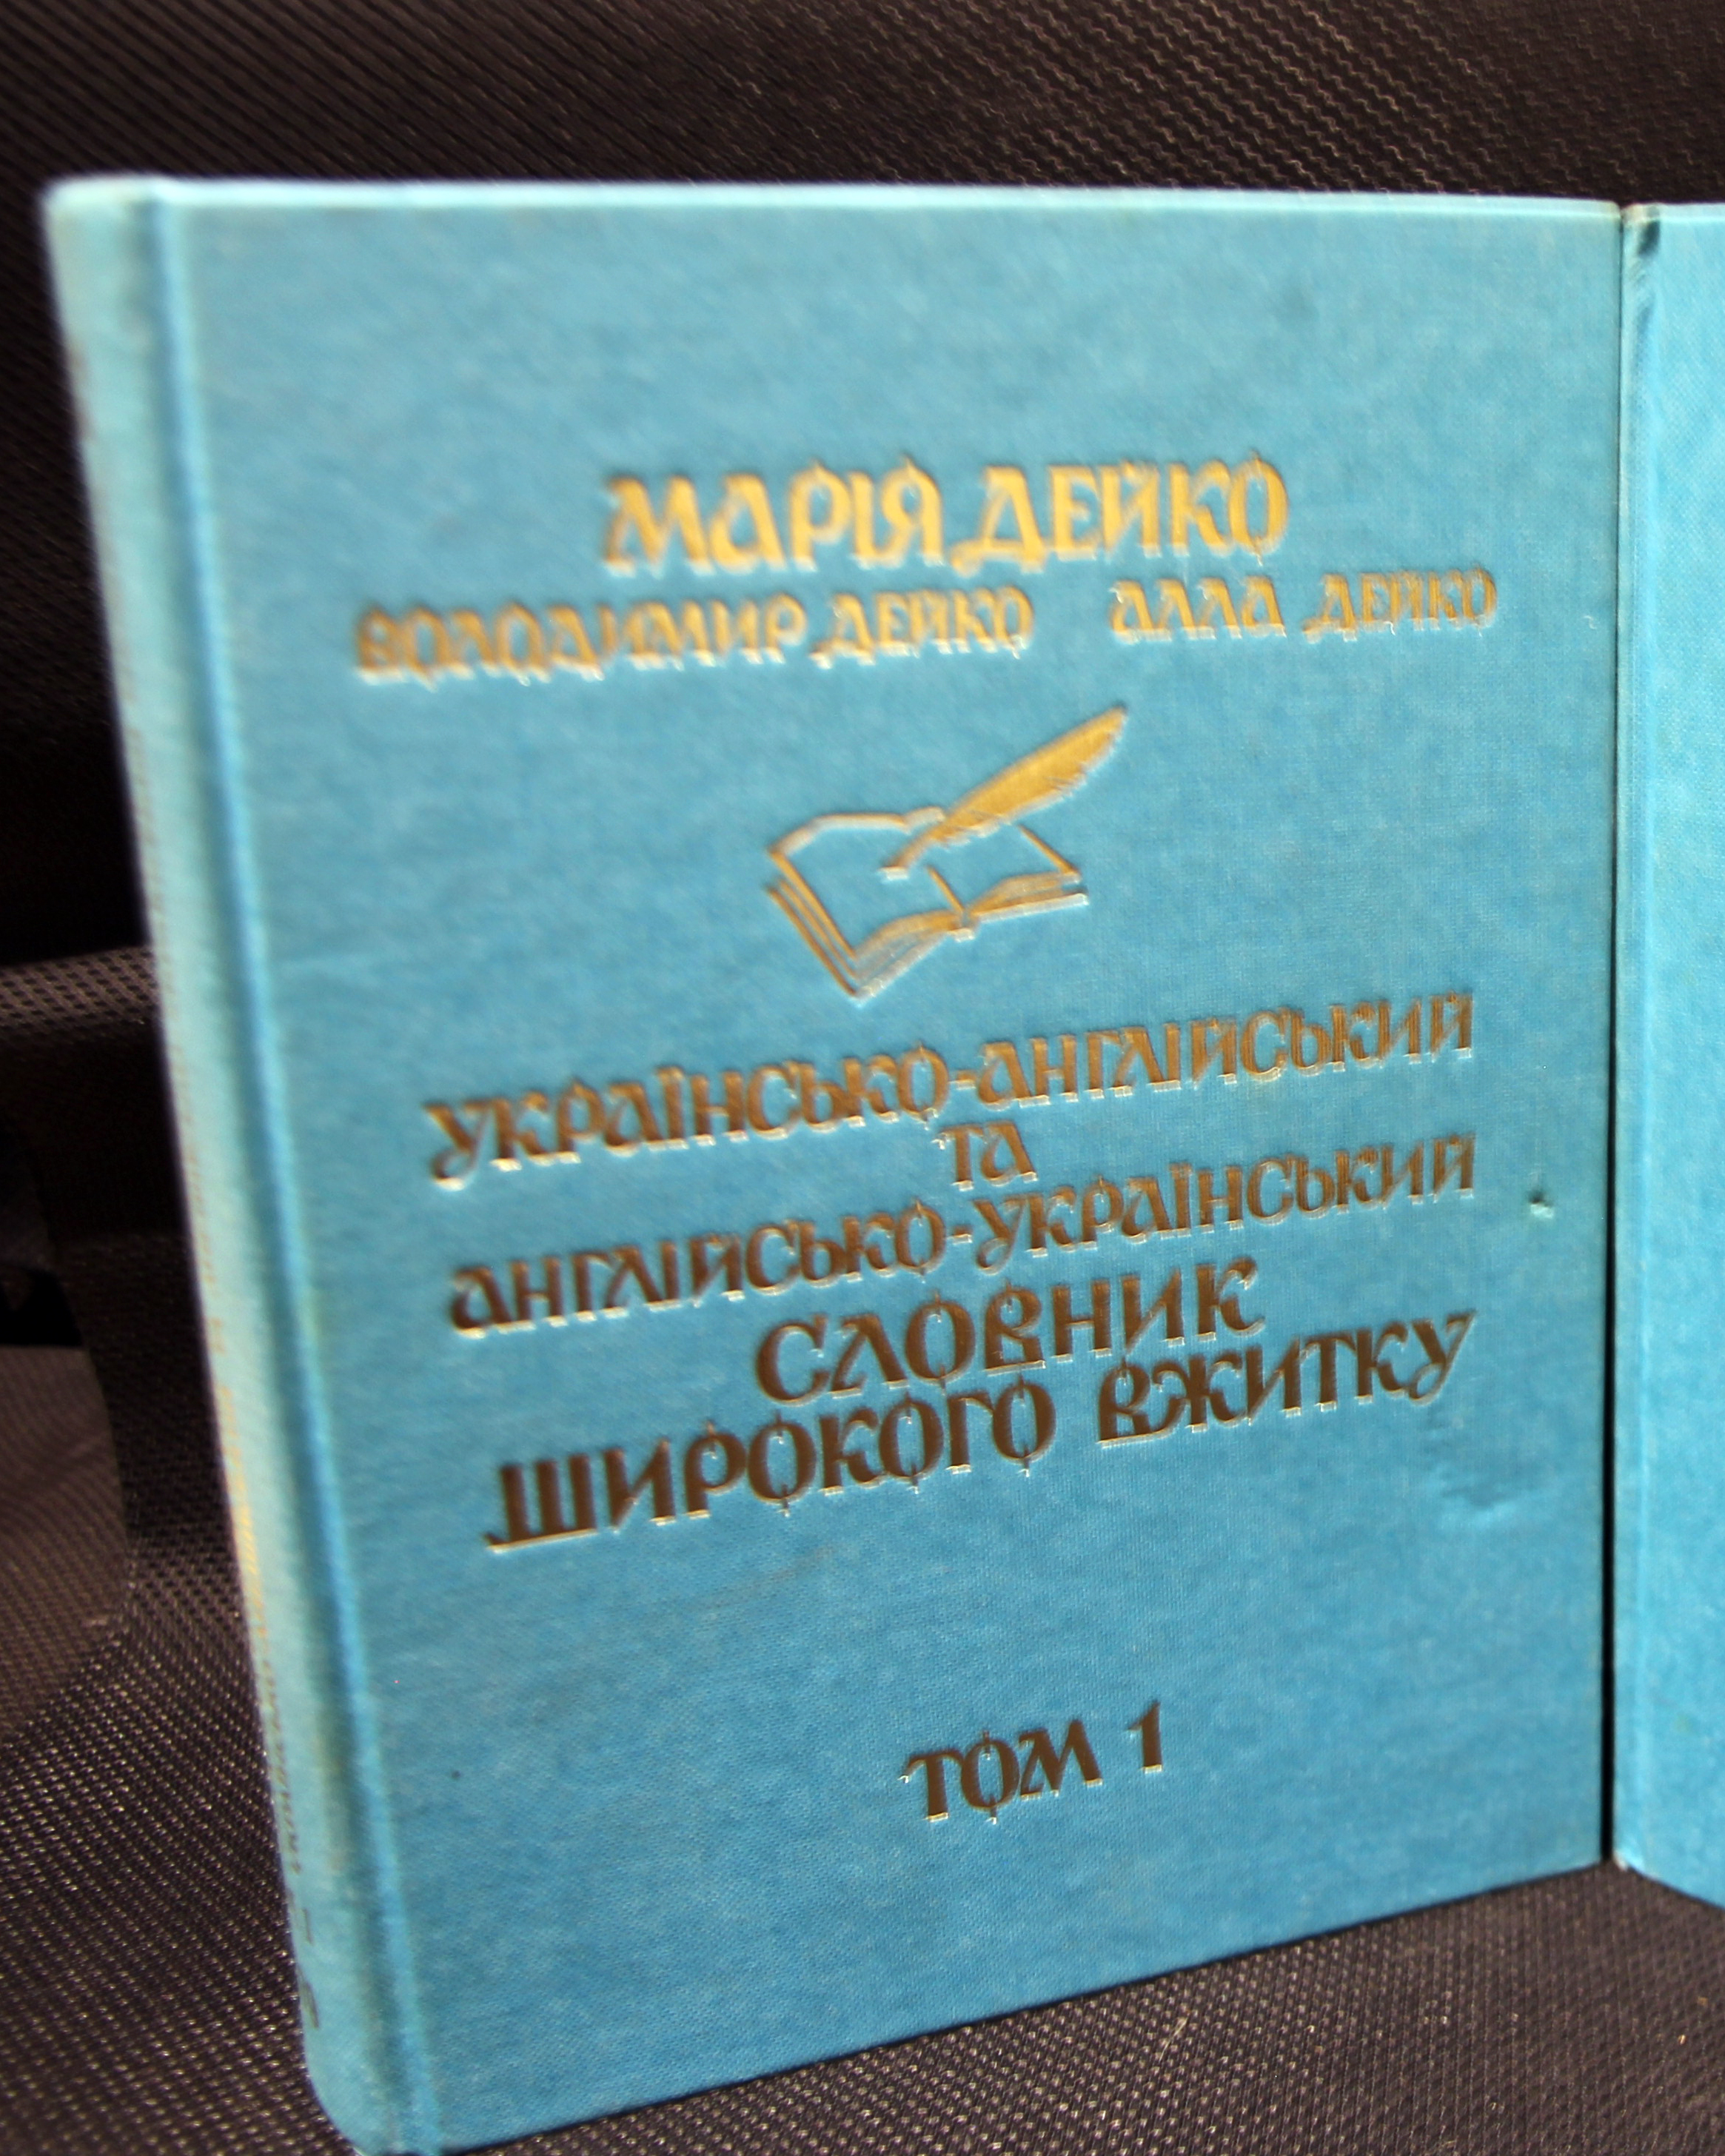 МАРІЯ ДЕЙКО
ВОЛОДИМИР ДЕЙКО АЛЛА ДЕЙКО
УКРАЇНСЬКО-АНГЛІЙСЬКИЙ
ТА
АНГЛІЙСЬКО-УКРАЇНСЬКИЙ
СЛОВНИК
ШИРОКОГО ВЖИТКУ
ТОМ 1